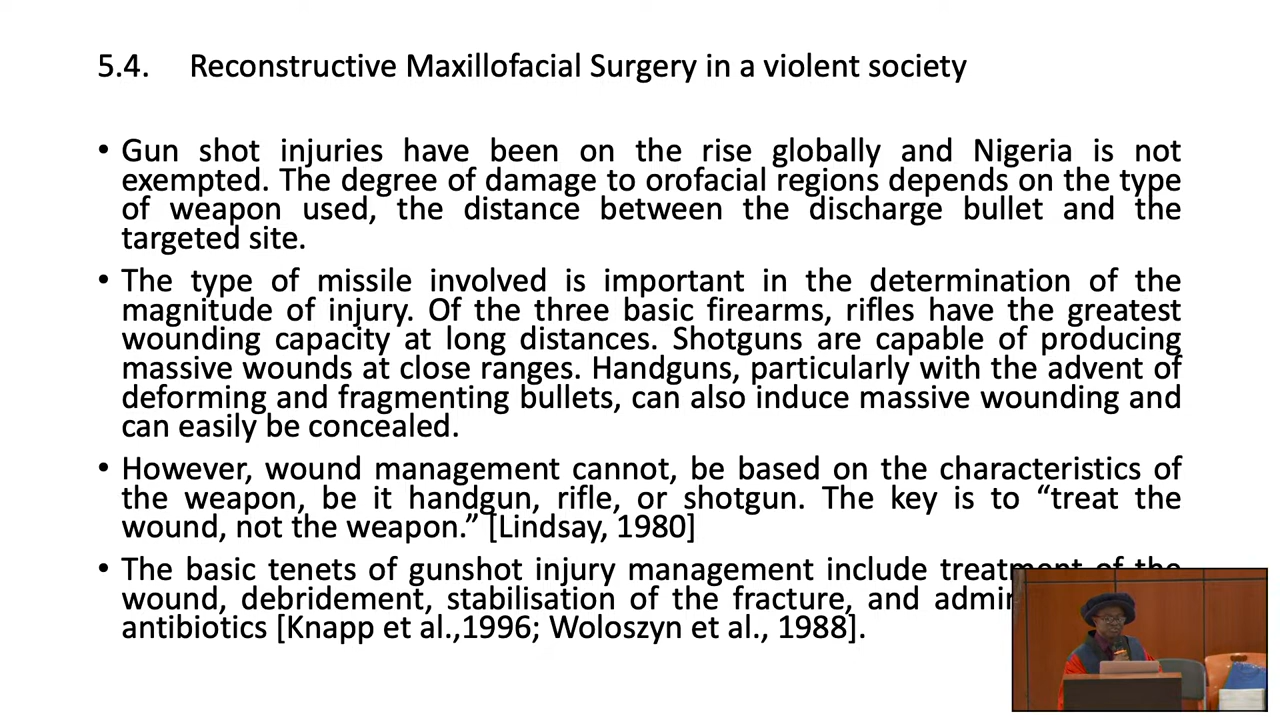 5.4. Reconstructive Maxillofacial Surgery in a violent society
• Gun shot injuries have been on the rise globally and Nigeria is not
exempted. The degree of damage to orofacial regions depends on the type
of weapon used, the distance between the discharge bullet and the
targeted site.
• The type of missile involved is important in the determination of the
magnitude of injury. Of the three basic firearms, rifles have the greatest
wounding capacity at long distances. Shotguns are capable of producing
massive wounds at close ranges. Handguns, particularly with the advent of
deforming and fragmenting bullets, can also induce massive wounding and
can easily be concealed.
• However, wound management cannot, be based on the characteristics of
the weapon, be it handgun, rifle, or shotgun. The key is to “treat the
wound, not the weapon.” [Lindsay, 1980]
• The basic tenets of gunshot injury management include treatment of the
wound, debridement, stabilisation of the fracture, and
antibiotics [Knapp et al.,1996; Woloszyn et al., 1988].